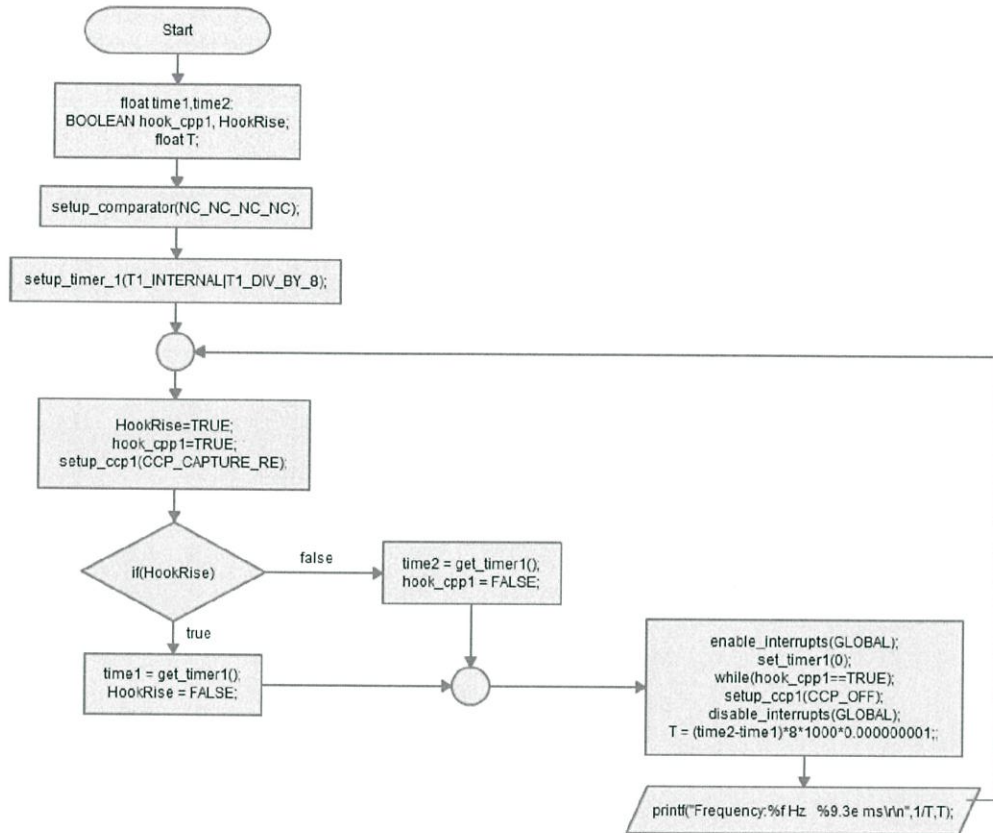 Start
float time1,time2:
BOOLEAN hook_cpp1, HookRise;
float T;
setup_comparator(NC_NC_NC_NC);
setup_timer_1(T1_INTERNAL|T1_DIV_BY_8);
HookRise=TRUE;
hook_cpp1=TRUE;
setup_ccp1(CCP_CAPTURE_RE);
if(HookRise)
false
time2 = get_timer1();
hook_cpp1 = FALSE;
true
time1 = get_timer1();
HookRise = FALSE;
enable_interrupts(GLOBAL);
set_timer1(0);
while(hook_cpp1==TRUE);
setup_ccp1(CCP_OFF);
disable_interrupts(GLOBAL);
T = (time2-time1)*8*1000*0.000000001;;
printf("Frequency:%f Hz %9.3e ms\r\n",1/T,T);